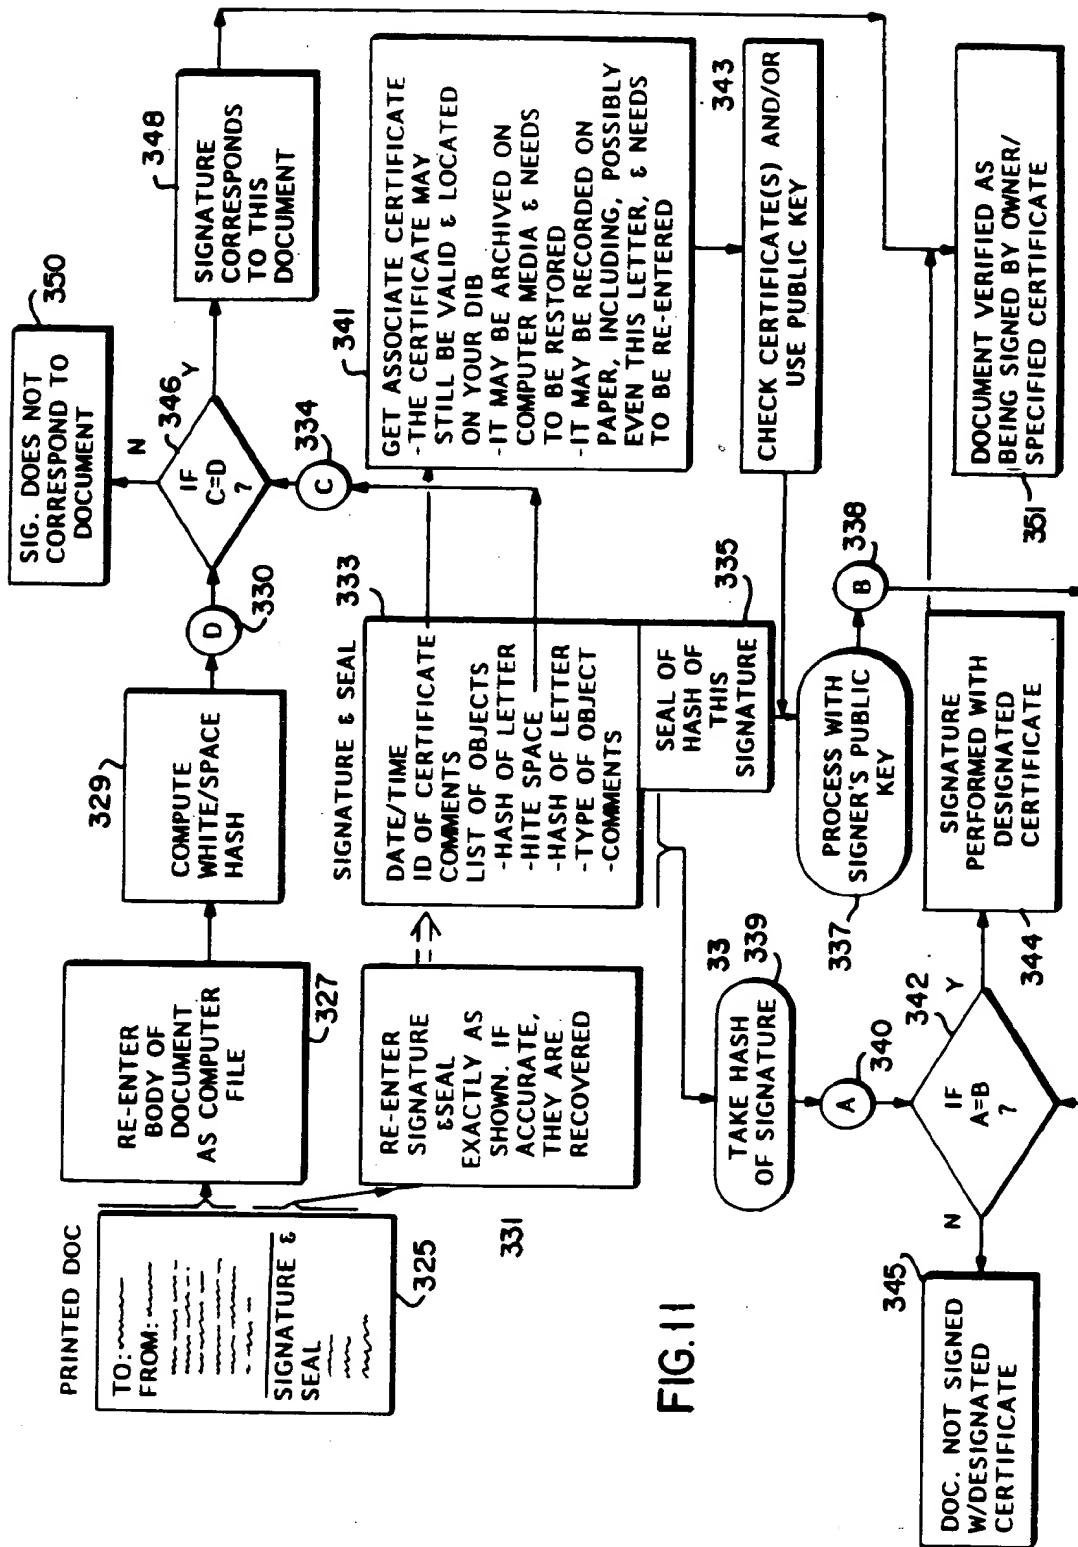 PRINTED DOC
TO:
FROM:
SIGNATURE &
SEAL
325
RE-ENTER
BODY OF
DOCUMENT
AS COMPUTER
FILE
327
COMPUTE
WHITE/SPACE
HASH
329
D
330
IF
C=D
?
346
N
Y
SIG. DOES NOT
CORRESPOND TO
DOCUMENT
350
SIGNATURE
CORRESPONDS
TO THIS
DOCUMENT
348
C
334
RE-ENTER
SIGNATURE
&SEAL
EXACTLY AS
SHOWN. IF
ACCURATE,
THEY ARE
RECOVERED
331
SIGNATURE & SEAL
333
DATE/TIME
ID OF CERTIFICATE
COMMENTS
LIST OF OBJECTS
-HASH OF LETTER
-HITE SPACE
-HASH OF LETTER
-TYPE OF OBJECT
-COMMENTS
SEAL OF
HASH OF
THIS
SIGNATURE
335
GET ASSOCIATE CERTIFICATE
-THE CERTIFICATE MAY
STILL BE VALID & LOCATED
ON YOUR DIB
-IT MAY BE ARCHIVED ON
COMPUTER MEDIA & NEEDS
TO BE RESTORED
-IT MAY BE RECORDED ON
PAPER, INCLUDING, POSSIBLY
EVEN THIS LETTER, & NEEDS
TO BE RE-ENTERED
341
CHECK CERTIFICATE(S) AND/OR
USE PUBLIC KEY
343
33
339
TAKE HASH
OF SIGNATURE
A
340
PROCESS WITH
SIGNER'S PUBLIC
KEY
337
B
338
IF
A=B
?
342
N
Y
DOC. NOT SIGNED
W/DESIGNATED
CERTIFICATE
345
SIGNATURE
PERFORMED WITH
DESIGNATED
CERTIFICATE
344
DOCUMENT VERIFIED AS
BEING SIGNED BY OWNER/
SPECIFIED CERTIFICATE
351
FIG.11